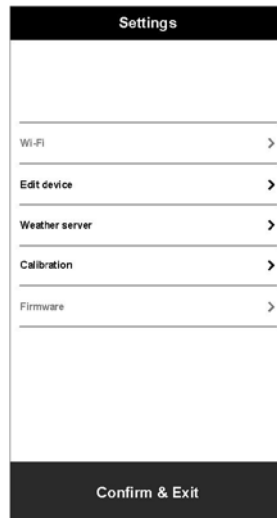 Settings
Wi-Fi
Edit device
Weather server
Calibration
Firmware
Confirm & Exit